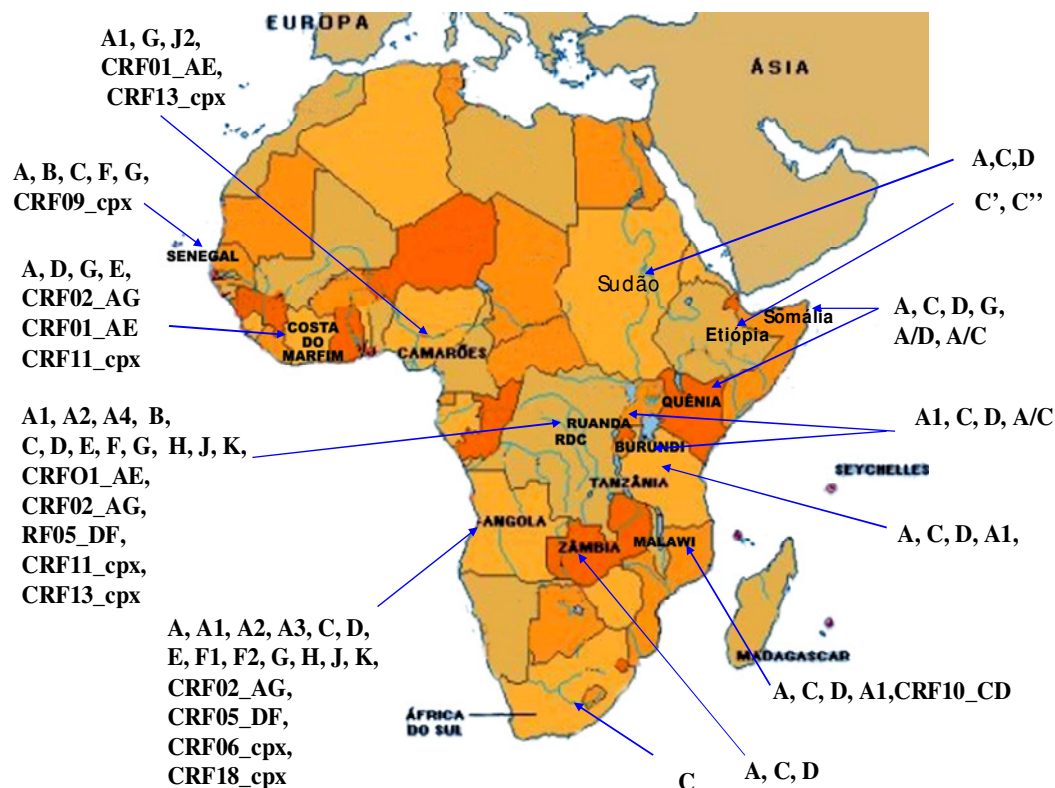 EUROPA
ÁSIA
A1, G, J2,
CRF01_AE,
CRF13_cpx
A, B, C, F, G,
CRF09_cpx
SENEGAL
A, D, G, E,
CRF02_AG
CRF01_AE
CRF11_cpx
COSTA
DO
MARFIM
CAMARÕES
Sudão
A,C,D
C’, C’’
Etiópia
Somália
A, C, D, G,
A/D, A/C
QUÊNIA
A1, A2, A4, B,
C, D, E, F, G, H, J, K,
CRFO1_AE,
CRF02_AG,
RF05_DF,
CRF11_cpx,
CRF13_cpx
RUANDA
RDC
BURUNDI
A1, C, D, A/C
TANZÂNIA
SEYCHELLES
ANGOLA
A, C, D, A1,
ZÂMBIA
MALAWI
A, A1, A2, A3, C, D,
E, F1, F2, G, H, J, K,
CRF02_AG,
CRF05_DF,
CRF06_cpx,
CRF18_cpx
MADAGASCAR
A, C, D, A1,CRF10_CD
ÁFRICA
DO SUL
C
A, C, D